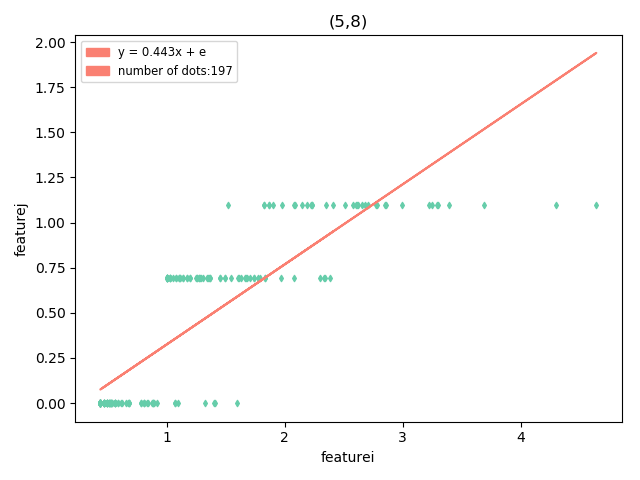 (5,8)
y = 0.443x + e
number of dots:197
2.00
1.75
1.50
1.25
1.00
0.75
0.50
0.25
0.00
featurej
1 2 3 4
featurei